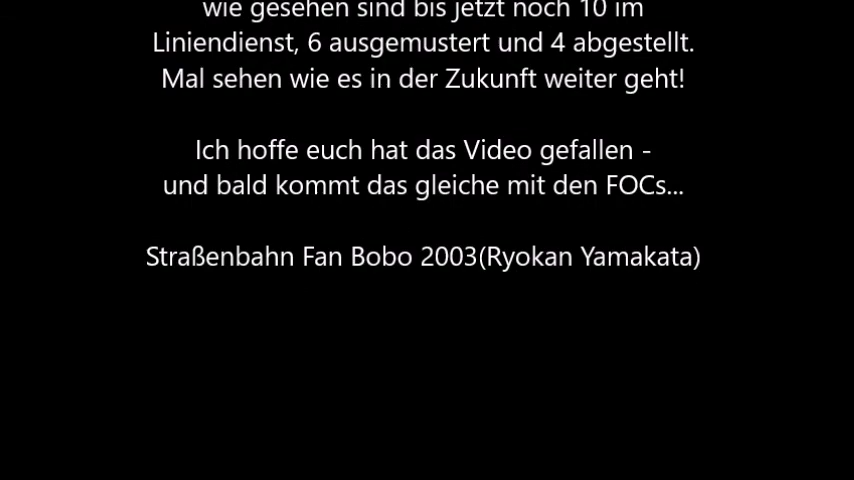 wie gesehen sind bis jetzt noch 10 im
Liniendienst, 6 ausgemustert und 4 abgestellt.
Mal sehen wie es in der Zukunft weiter geht!
Ich hoffe euch hat das Video gefallen -
und bald kommt das gleiche mit den FOCs...
Straßenbahn Fan Bobo 2003(Ryokan Yamakata)